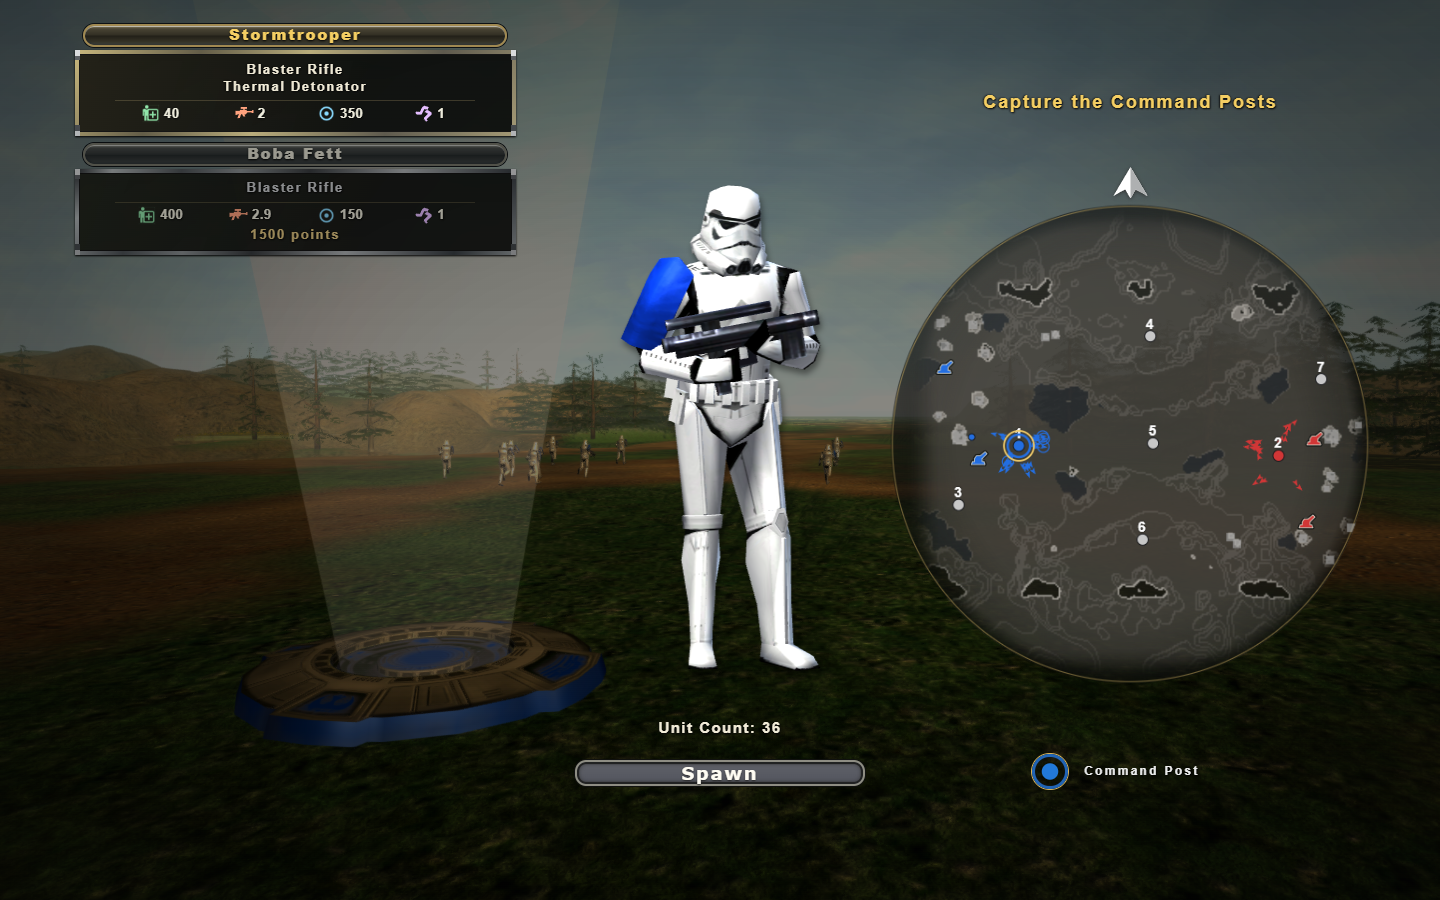 Stormtrooper
Blaster Rifle
Thermal Detonator
40 2 350 1
Boba Fett
Blaster Rifle
400 2.9 150 1
1500 points
Capture the Command Posts
4
7
1
5
2
3
6
Unit Count: 36
Spawn
Command Post